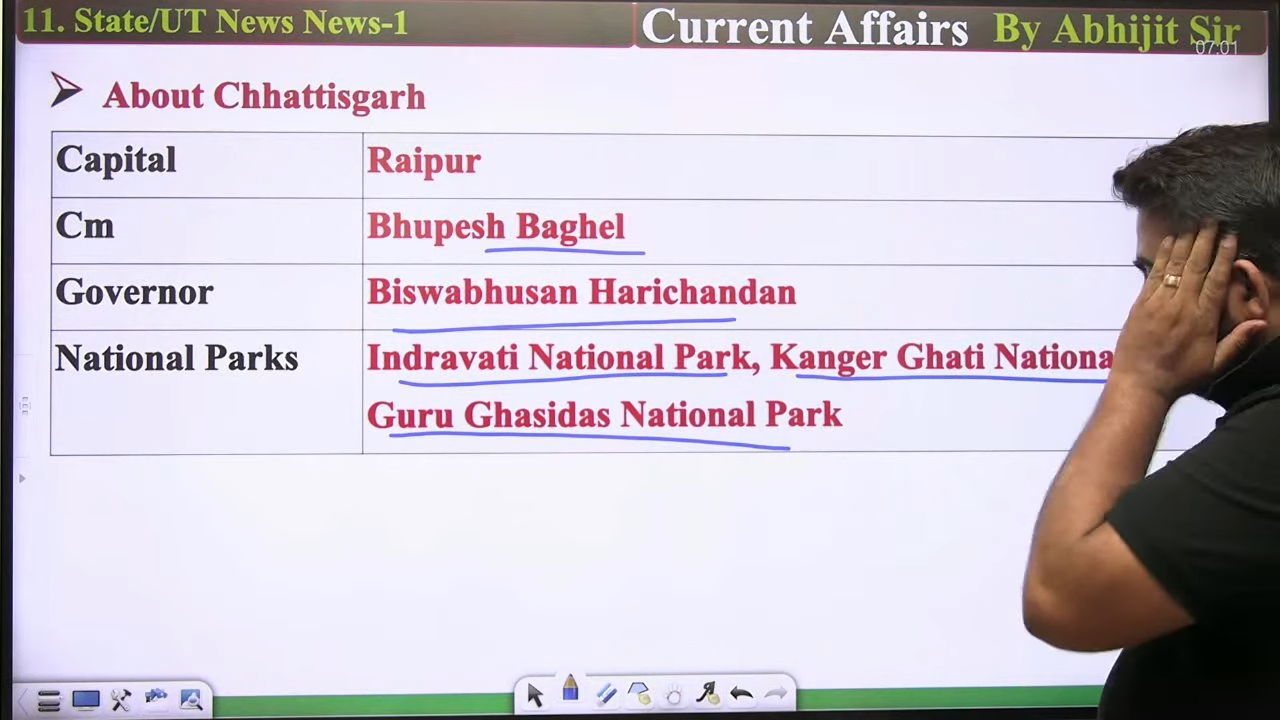 11. State/UT News News-1
Current Affairs By Abhijit Sir
07:01
About Chhattisgarh
Capital Raipur
Cm Bhupesh Baghel
Governor Biswabhusan Harichandan
National Parks Indravati National Park, Kanger Ghati Nationa
Guru Ghasidas National Park